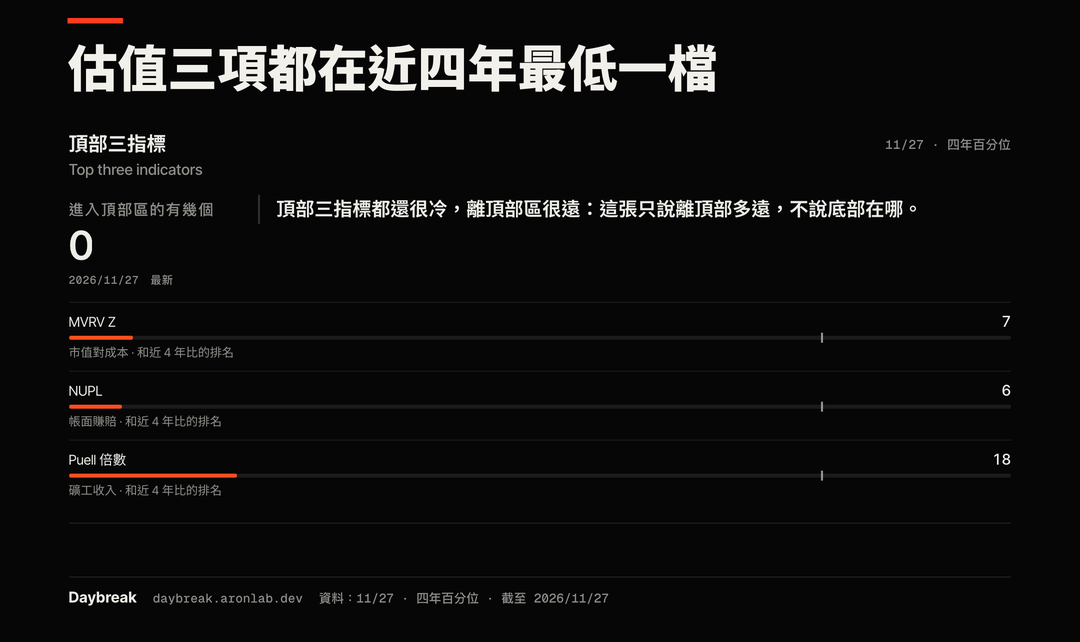 估值三項都在近四年最低一檔
頂部三指標
11/27 · 四年百分位
Top three indicators
進入頂部區的有幾個
頂部三指標都還很冷，離頂部區很遠：這張只說離頂部多遠，不說底部在哪。
0
2026/11/27 最新
MVRV Z
7
市值對成本 · 和近 4 年比的排名
NUPL
6
帳面賺賠 · 和近 4 年比的排名
Puell 倍數
18
礦工收入 · 和近 4 年比的排名
Daybreak daybreak.aronlab.dev 資料：11/27 · 四年百分位 · 截至 2026/11/27